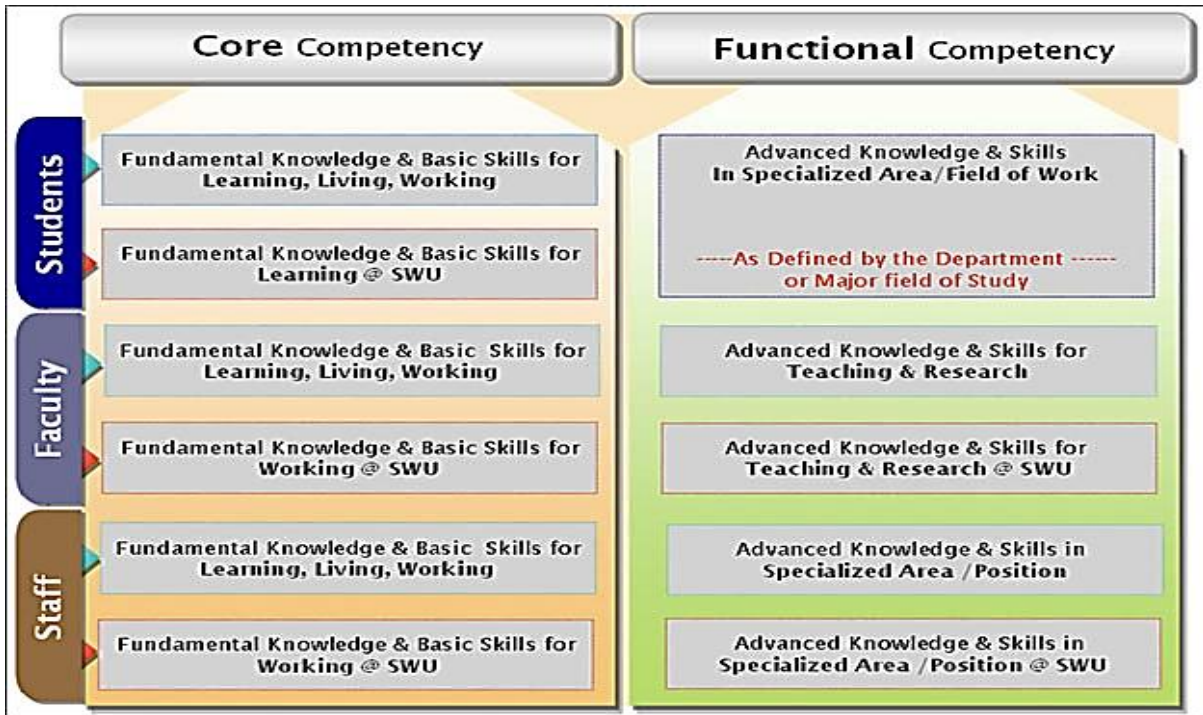 Core Competency
Functional Competency
Students
Fundamental Knowledge & Basic Skills for
Learning, Living, Working
Advanced Knowledge & Skills
In Specialized Area/Field of Work
Fundamental Knowledge & Basic Skills for
Learning @ SWU
-----As Defined by the Department ------
or Major field of Study
Faculty
Fundamental Knowledge & Basic Skills for
Learning, Living, Working
Advanced Knowledge & Skills for
Teaching & Research
Fundamental Knowledge & Basic Skills for
Working @ SWU
Advanced Knowledge & Skills for
Teaching & Research @ SWU
Staff
Fundamental Knowledge & Basic Skills for
Learning, Living, Working
Advanced Knowledge & Skills in
Specialized Area /Position
Fundamental Knowledge & Basic Skills for
Working @ SWU
Advanced Knowledge & Skills in
Specialized Area /Position @ SWU